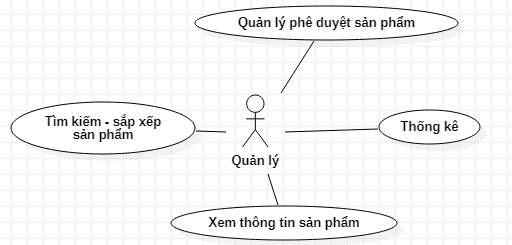 Quản lý phê duyệt sản phẩm
Tìm kiếm - sắp xếp
sản phẩm
Thống kê
Quản lý
Xem thông tin sản phẩm